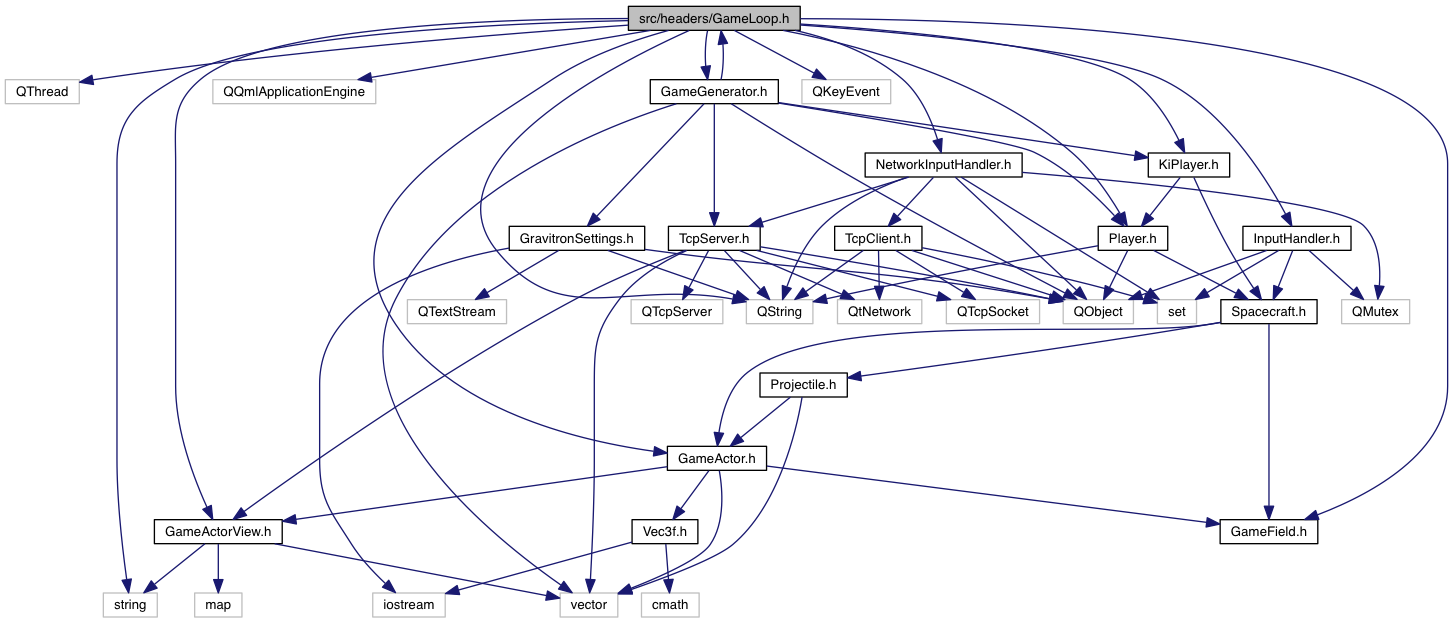 src/headers/GameLoop.h
QThread
QQmlApplicationEngine
GameGenerator.h
QKeyEvent
NetworkInputHandler.h
KiPlayer.h
GravitronSettings.h
TcpServer.h
TcpClient.h
Player.h
InputHandler.h
QTextStream
QTcpServer
QString
QtNetwork
QTcpSocket
QObject
set
Spacecraft.h
QMutex
Projectile.h
GameActor.h
GameActorView.h
Vec3f.h
GameField.h
string
map
iostream
vector
cmath